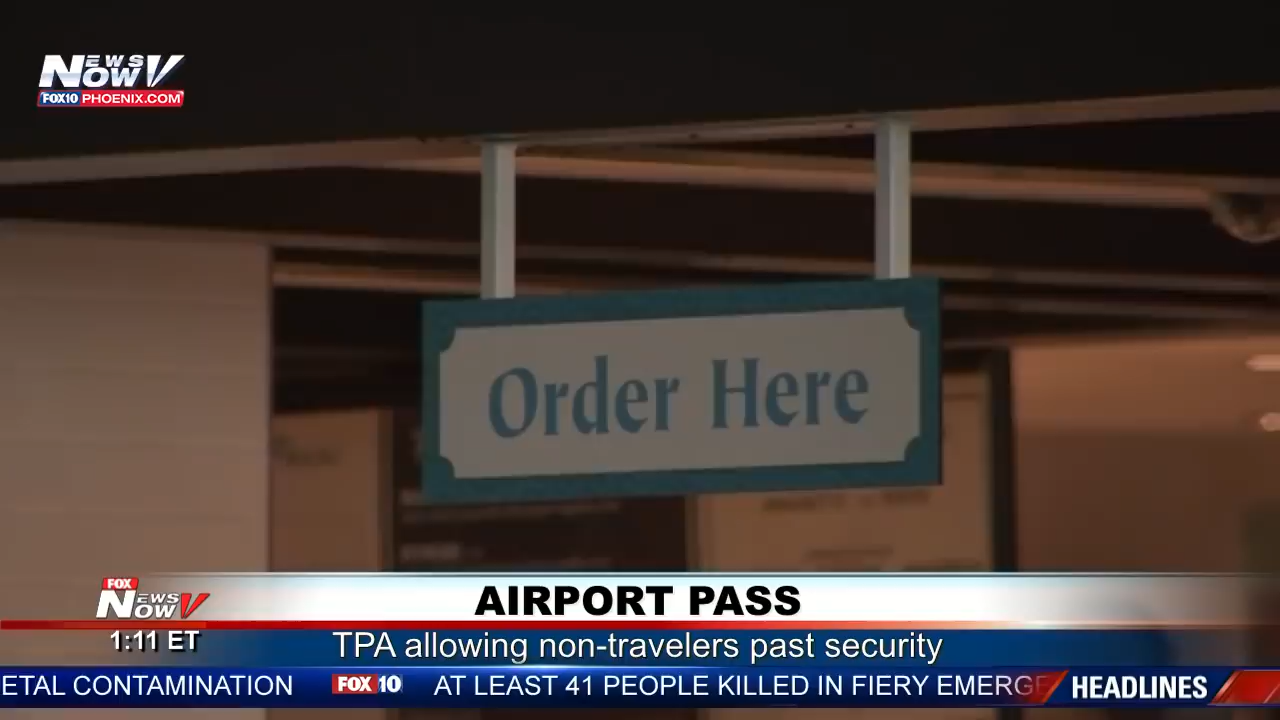 NEWS
NOW
FOX10 PHOENIX.COM
Order Here
FOX
NEWS
NOW
AIRPORT PASS
1:11 ET
TPA allowing non-travelers past security
ETAL CONTAMINATION FOX 10 AT LEAST 41 PEOPLE KILLED IN FIERY EMERGE HEADLINES